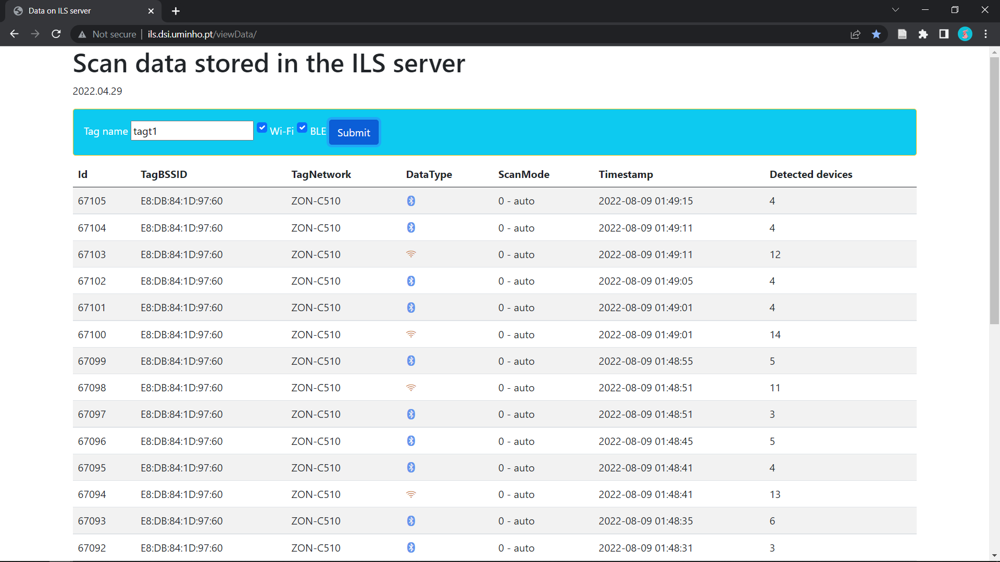 Data on ILS server
Not secure | ils.dsi.uminho.pt/viewData/
Scan data stored in the ILS server
2022.04.29
Tag name tagt1 Wi-Fi BLE Submit
Id TagBSSID TagNetwork DataType ScanMode Timestamp Detected devices
67105 E8:DB:84:1D:97:60 ZON-C510 0 - auto 2022-08-09 01:49:15 4
67104 E8:DB:84:1D:97:60 ZON-C510 0 - auto 2022-08-09 01:49:11 4
67103 E8:DB:84:1D:97:60 ZON-C510 0 - auto 2022-08-09 01:49:11 12
67102 E8:DB:84:1D:97:60 ZON-C510 0 - auto 2022-08-09 01:49:05 4
67101 E8:DB:84:1D:97:60 ZON-C510 0 - auto 2022-08-09 01:49:01 4
67100 E8:DB:84:1D:97:60 ZON-C510 0 - auto 2022-08-09 01:49:01 14
67099 E8:DB:84:1D:97:60 ZON-C510 0 - auto 2022-08-09 01:48:55 5
67098 E8:DB:84:1D:97:60 ZON-C510 0 - auto 2022-08-09 01:48:51 11
67097 E8:DB:84:1D:97:60 ZON-C510 0 - auto 2022-08-09 01:48:51 3
67096 E8:DB:84:1D:97:60 ZON-C510 0 - auto 2022-08-09 01:48:45 5
67095 E8:DB:84:1D:97:60 ZON-C510 0 - auto 2022-08-09 01:48:41 4
67094 E8:DB:84:1D:97:60 ZON-C510 0 - auto 2022-08-09 01:48:41 13
67093 E8:DB:84:1D:97:60 ZON-C510 0 - auto 2022-08-09 01:48:35 6
67092 E8:DB:84:1D:97:60 ZON-C510 0 - auto 2022-08-09 01:48:31 3